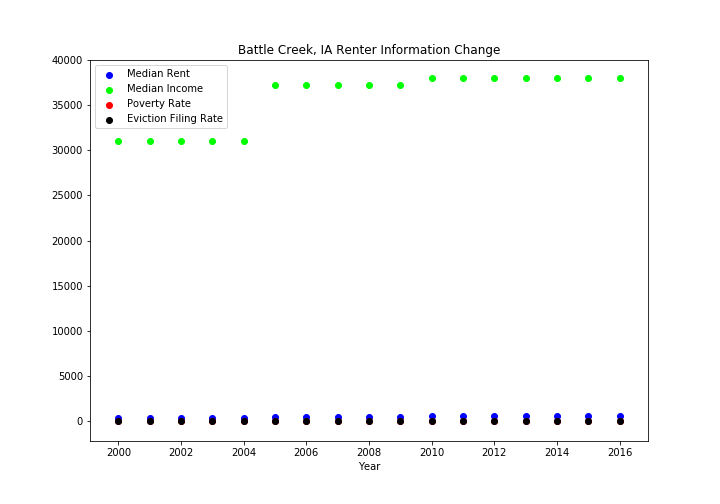 Battle Creek, IA Renter Information Change
Median Rent
Median Income
Poverty Rate
Eviction Filing Rate
40000
35000
30000
25000
20000
15000
10000
5000
0
2000 2002 2004 2006 2008 2010 2012 2014 2016
Year